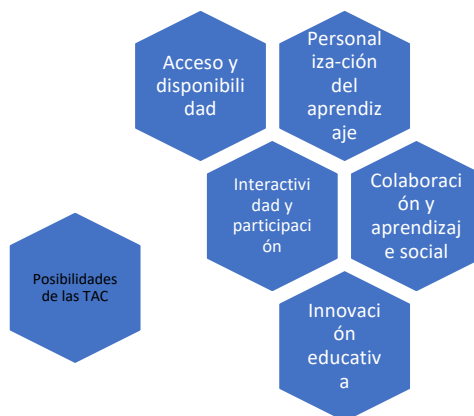 Acceso y
disponibili
dad
Personal
iza-ción
del
aprendiz
aje
Interactivi
dad y
participaci
ón
Colaboraci
ón y
aprendizaj
e social
Posibilidades
de las TAC
Innovaci
ón
educativ
a